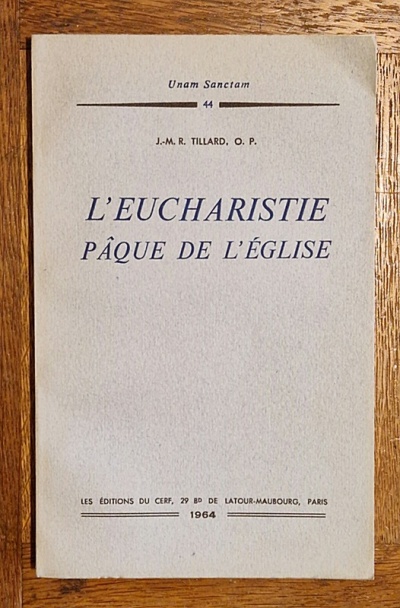 Unam Sanctam
44
J.-M. R. TILLARD, O. P.
L'EUCHARISTIE
PÂQUE DE L'ÉGLISE
LES ÉDITIONS DU CERF, 29 BD DE LATOUR-MAUBOURG, PARIS
1964